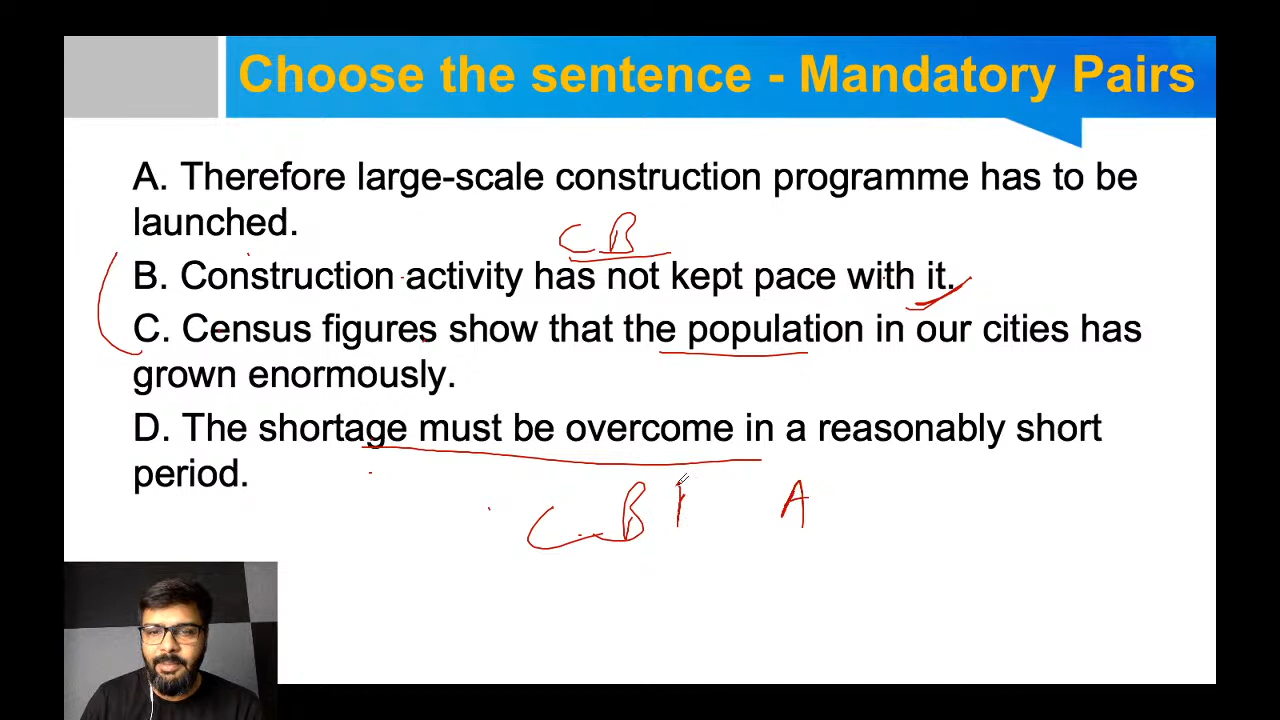 Choose the sentence - Mandatory Pairs
A. Therefore large-scale construction programme has to be
launched.
C B
B. Construction activity has not kept pace with it.
C. Census figures show that the population in our cities has
grown enormously.
D. The shortage must be overcome in a reasonably short
period.
C B A